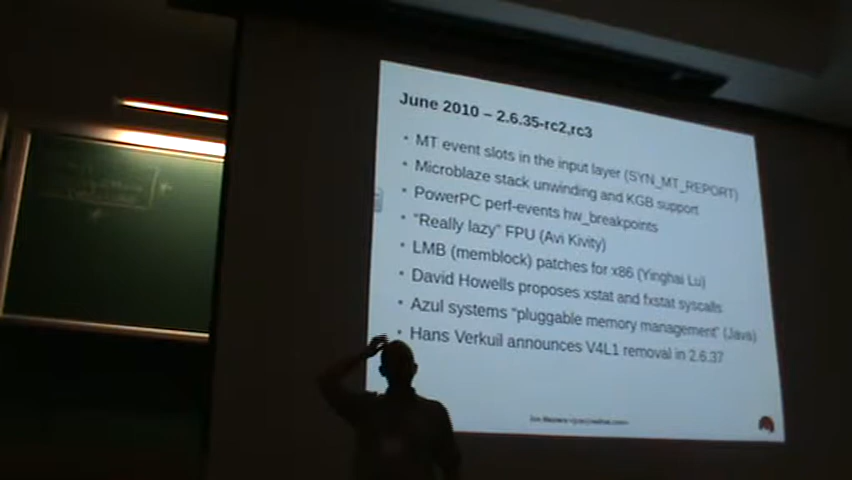 June 2010 – 2.6.35-rc2,rc3
• MT event slots in the input layer (SYN_MT_REPORT)
• Microblaze stack unwinding and KGB support
• PowerPC perf-events hw_breakpoints
• "Really lazy" FPU (Avi Kivity)
• LMB (memblock) patches for x86 (Yinghai Lu)
• David Howells proposes xstat and fxstat syscalls
• Azul systems "pluggable memory management" (Java)
• Hans Verkuil announces V4L1 removal in 2.6.37